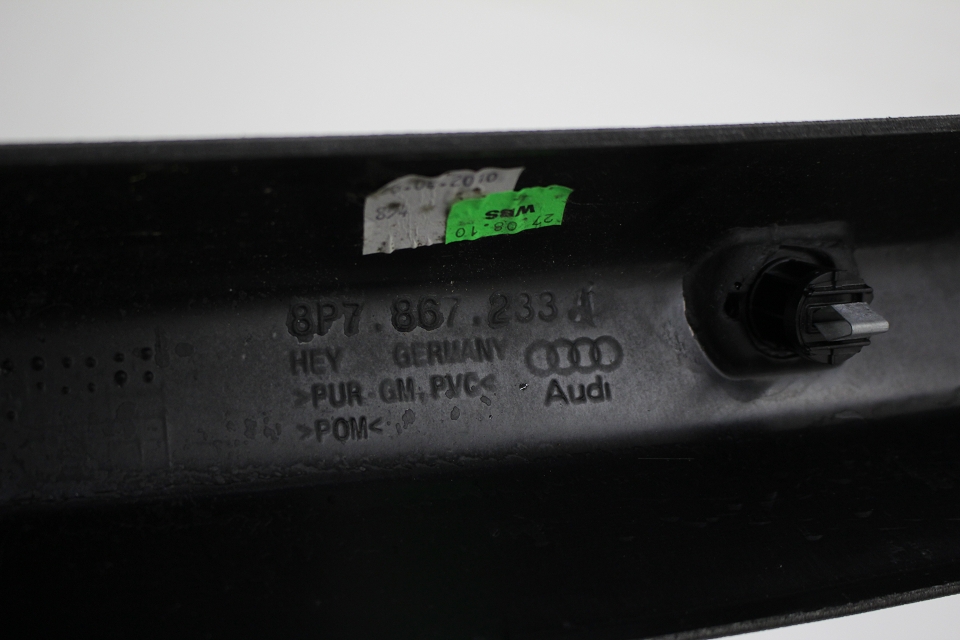 WBS
27.08.10
8P7.867.233
HEY GERMANY
>PUR-GM,PVC<
>POM<
Audi